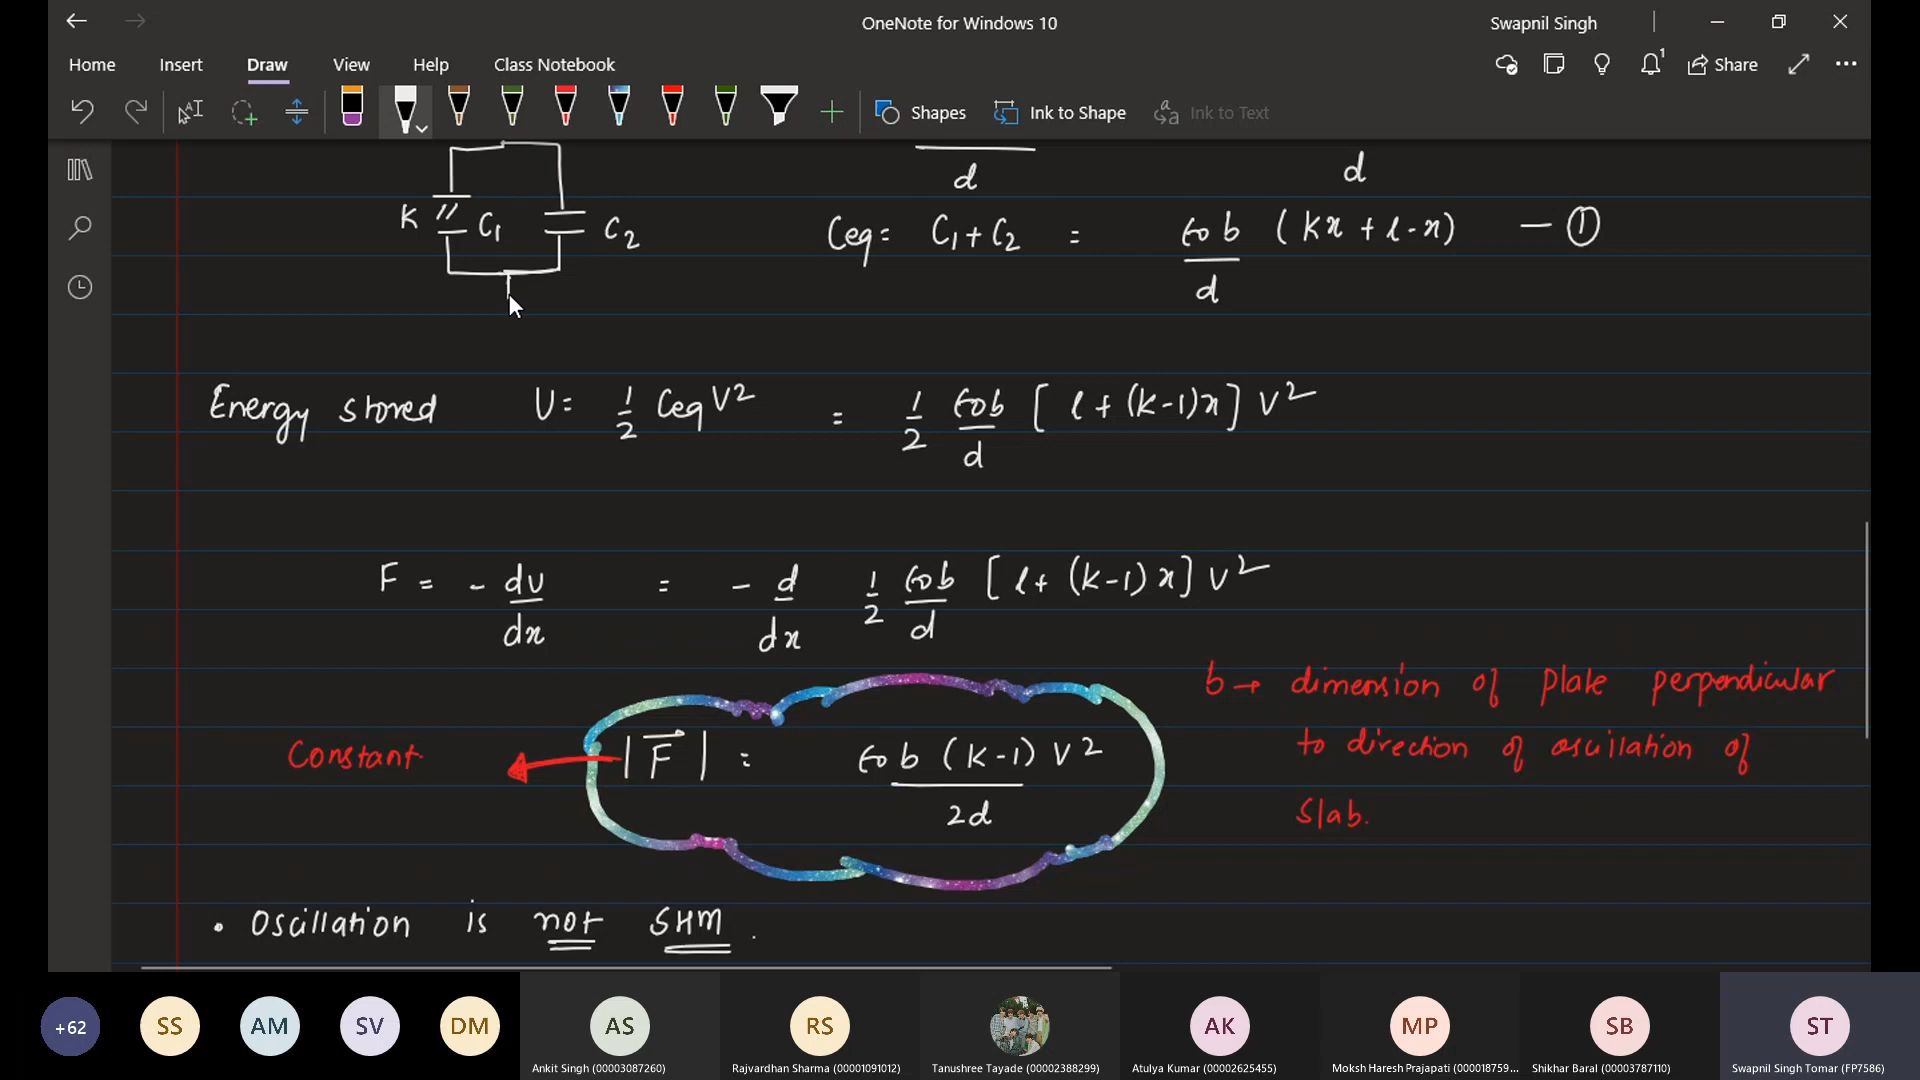 OneNote for Windows 10
Swapnil Singh
Home Insert Draw View Help Class Notebook
1
Share
Shapes Ink to Shape Ink to Text
d d
K C₁ C₂
Ceq = C₁+C₂ = ε₀b/d (Kx + l-x) — ①
Energy stored U = 1/2 Ceq V² = 1/2 ε₀b/d [l + (K-1)x] V²
F = - dU/dx = - d/dx 1/2 ε₀b/d [l + (K-1)x] V²
b → dimension of plate perpendicular
to direction of oscillation of
slab.
Constant. |F⃗| = ε₀b (K-1) V²/2d
• Oscillation is not SHM.
+62 SS AM SV DM AS RS AK MP SB ST
Ankit Singh (00003087260)
Rajvardhan Sharma (00001091012)
Tanushree Tayade (00002388299)
Atulya Kumar (00002625455)
Moksh Haresh Prajapati (000018759...
Shikhar Baral (00003787110)
Swapnil Singh Tomar (FP7586)